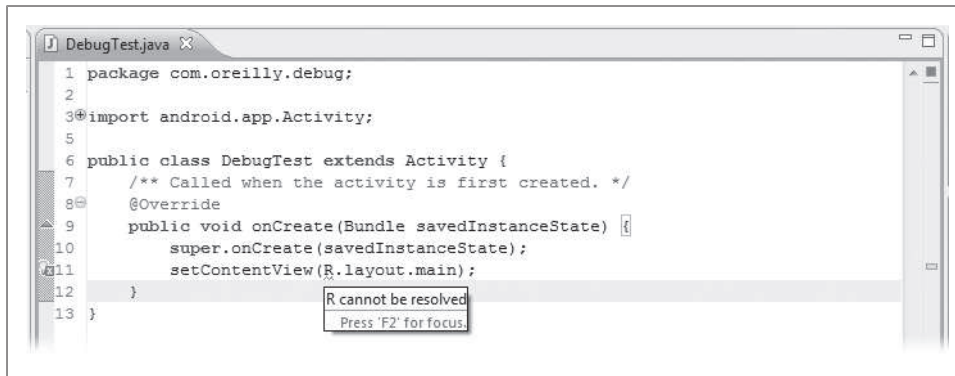 DebugTest.java
1 package com.oreilly.debug;
2
3 import android.app.Activity;
5
6 public class DebugTest extends Activity {
7 /** Called when the activity is first created. */
8 @Override
9 public void onCreate(Bundle savedInstanceState) {
10 super.onCreate(savedInstanceState);
11 setContentView(R.layout.main);
12 }
13 }
R cannot be resolved
Press 'F2' for focus.